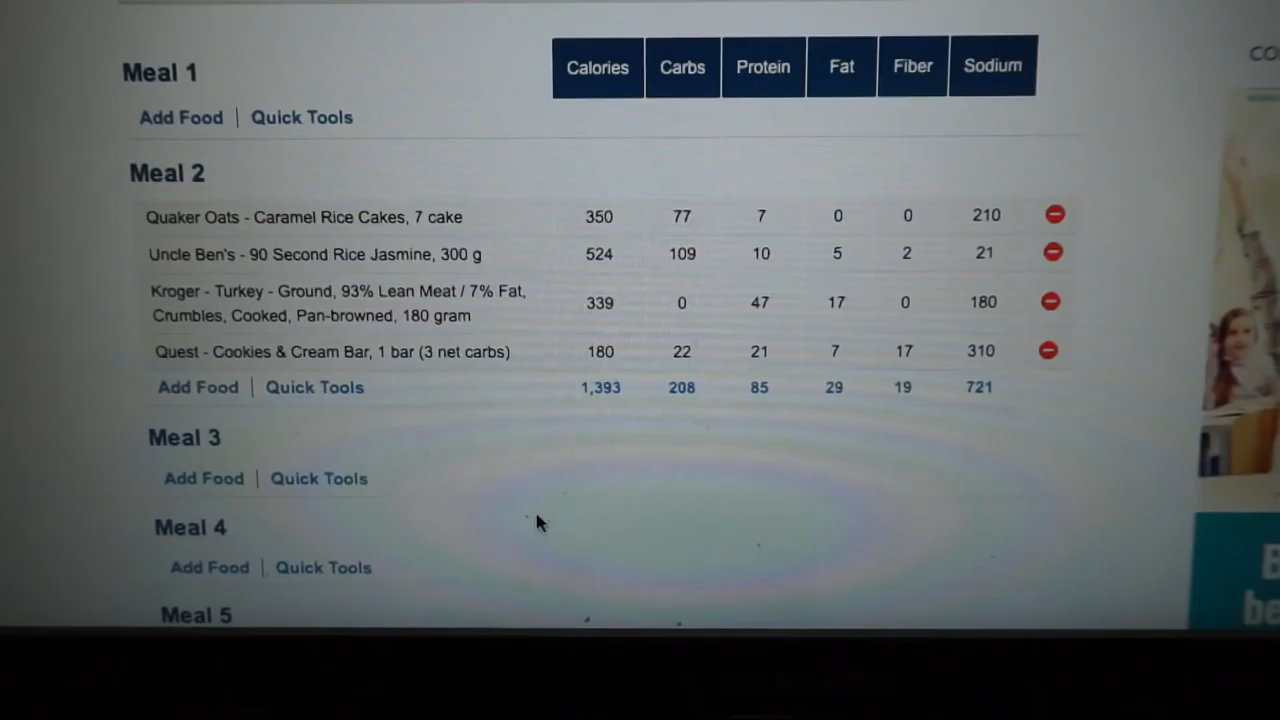 Meal 1 Calories Carbs Protein Fat Fiber Sodium
CO
Add Food | Quick Tools
Meal 2
Quaker Oats - Caramel Rice Cakes, 7 cake 350 77 7 0 0 210
Uncle Ben's - 90 Second Rice Jasmine, 300 g 524 109 10 5 2 21
Kroger - Turkey - Ground, 93% Lean Meat / 7% Fat,
Crumbles, Cooked, Pan-browned, 180 gram 339 0 47 17 0 180
Quest - Cookies & Cream Bar, 1 bar (3 net carbs) 180 22 21 7 17 310
Add Food | Quick Tools 1,393 208 85 29 19 721
Meal 3
Add Food | Quick Tools
Meal 4
Add Food | Quick Tools
Meal 5
be